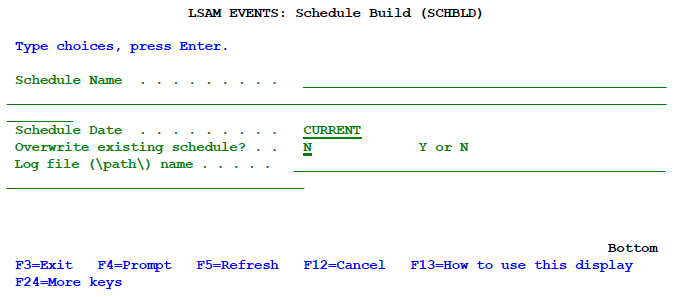 LSAM EVENTS: Schedule Build (SCHBLD)
Type choices, press Enter.
Schedule Name . . . . . . . . .
Schedule Date . . . . . . . . . CURRENT
Overwrite existing schedule? . . N Y or N
Log file (\path\) name . . . . .
Bottom
F3=Exit F4=Prompt F5=Refresh F12=Cancel F13=How to use this display
F24=More keys